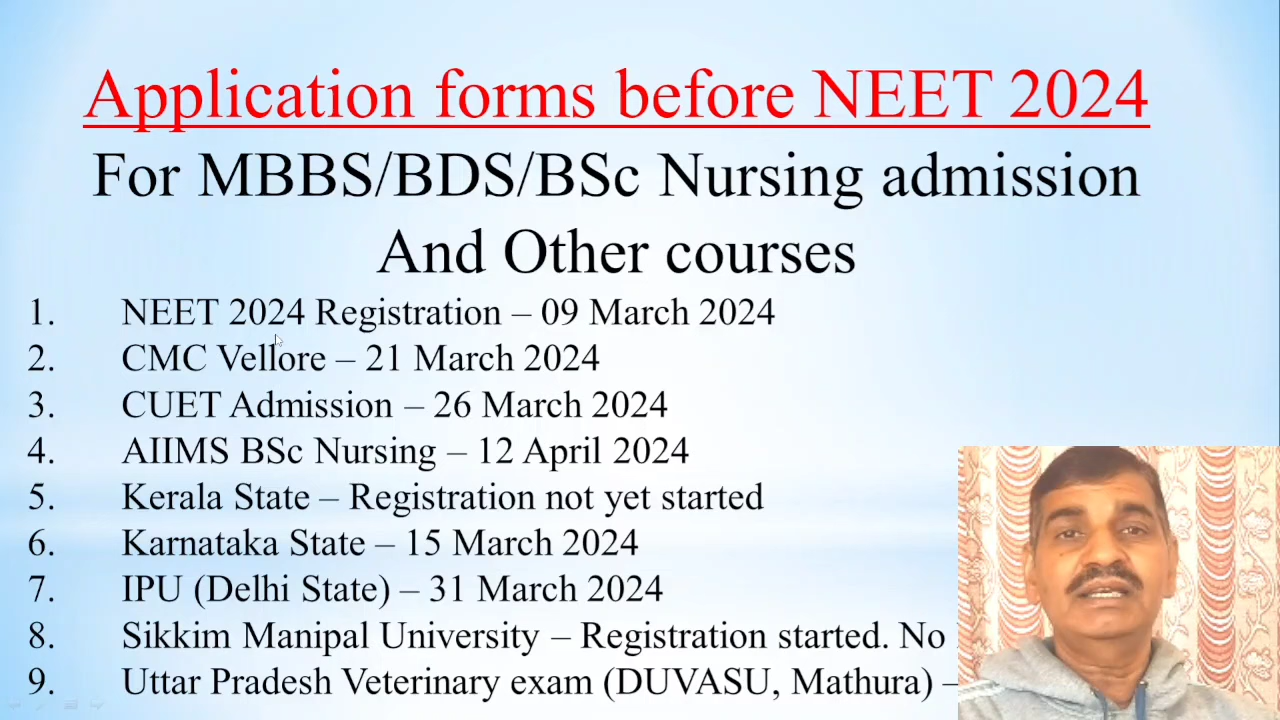 Application forms before NEET 2024
For MBBS/BDS/BSc Nursing admission
And Other courses
1. NEET 2024 Registration – 09 March 2024
2. CMC Vellore – 21 March 2024
3. CUET Admission – 26 March 2024
4. AIIMS BSc Nursing – 12 April 2024
5. Kerala State – Registration not yet started
6. Karnataka State – 15 March 2024
7. IPU (Delhi State) – 31 March 2024
8. Sikkim Manipal University – Registration started. No
9. Uttar Pradesh Veterinary exam (DUVASU, Mathura) –